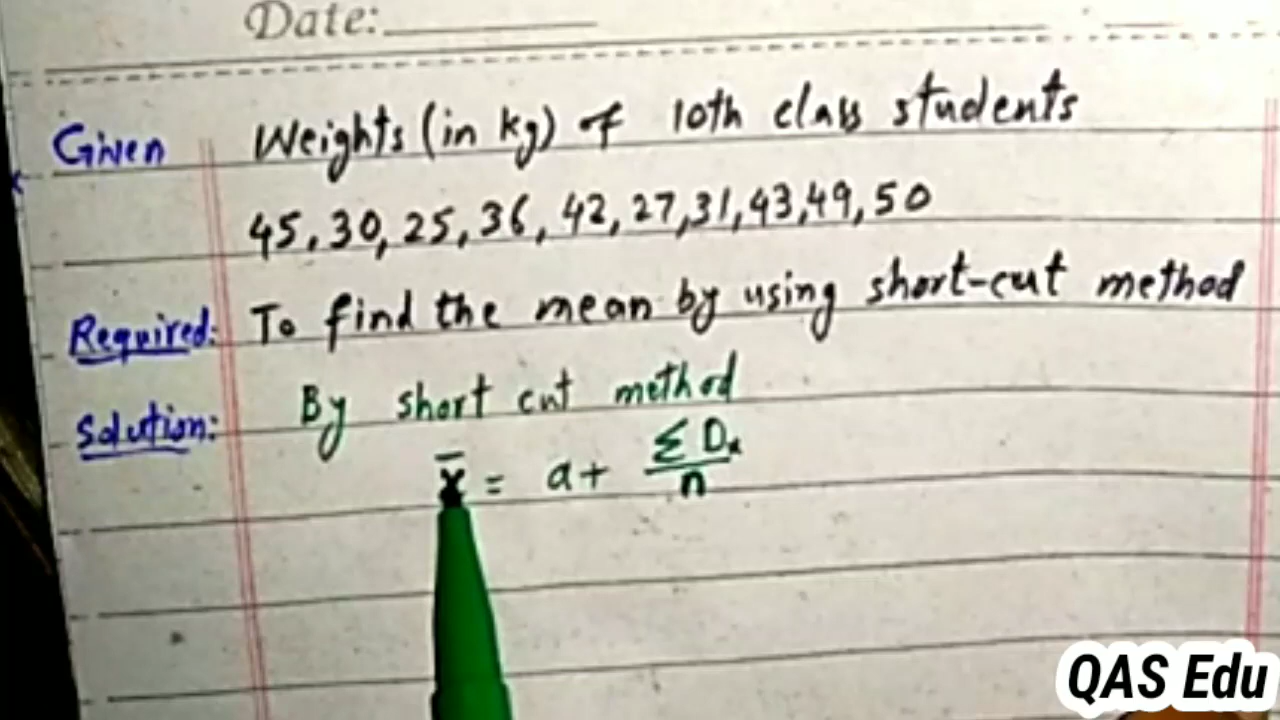 Date:
Given Weights (in kg) of 10th class students
45, 30, 25, 36, 42, 27, 31, 43, 49, 50
Required: To find the mean by using short-cut method
Solution: By short cut method
x̄ = a + ΣDₓ/n
QAS Edu